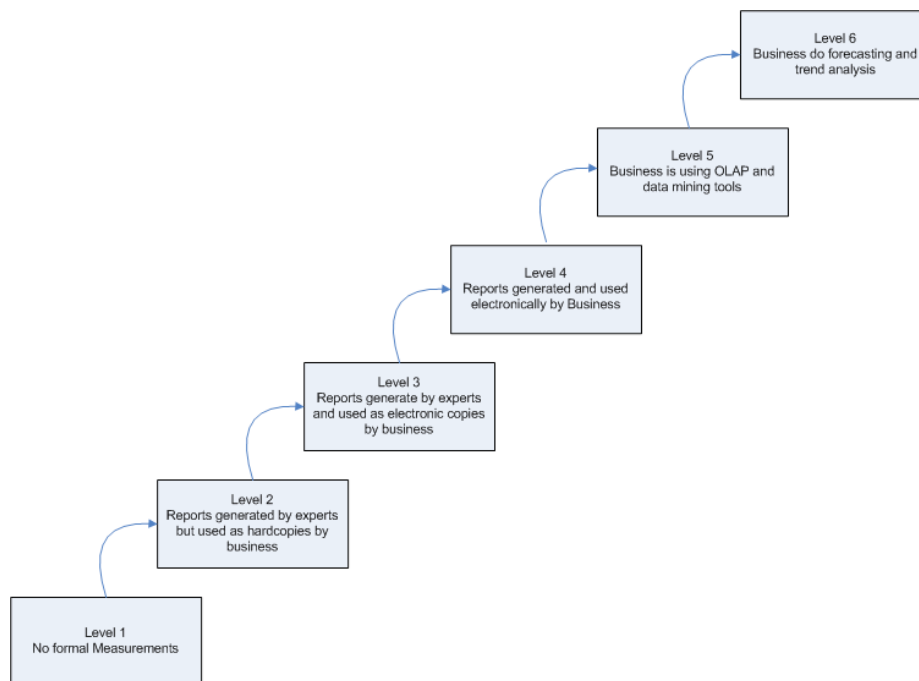 Level 6
Business do forecasting and
trend analysis
Level 5
Business is using OLAP and
data mining tools
Level 4
Reports generated and used
electronically by Business
Level 3
Reports generate by experts
and used as electronic copies
by business
Level 2
Reports generated by experts
but used as hardcopies by
business
Level 1
No formal Measurements